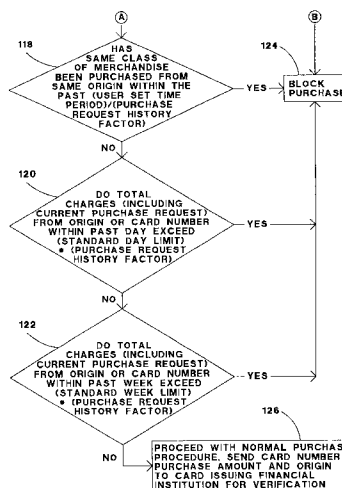 A
B
118
HAS
SAME CLASS
OF MERCHANDISE
BEEN PURCHASED FROM
SAME ORIGIN WITHIN THE
PAST (USER SET TIME
PERIOD)/(PURCHASE
REQUEST HISTORY
FACTOR)
YES
124
BLOCK
PURCHASE
NO
120
DO TOTAL
CHARGES (INCLUDING
CURRENT PURCHASE REQUEST)
FROM ORIGIN OR CARD NUMBER
WITHIN PAST DAY EXCEED
(STANDARD DAY LIMIT)
* (PURCHASE REQUEST
HISTORY FACTOR)
YES
NO
122
DO TOTAL
CHARGES (INCLUDING
CURRENT PURCHASE REQUEST)
FROM ORIGIN OR CARD NUMBER
WITHIN PAST WEEK EXCEED
(STANDARD WEEK LIMIT)
* (PURCHASE REQUEST
HISTORY FACTOR)
YES
NO
126
PROCEED WITH NORMAL PURCHAS
PROCEDURE, SEND CARD NUMBER
PURCHASE AMOUNT AND ORIGIN
TO CARD ISSUING FINANCIAL
INSTITUTION FOR VERIFICATION